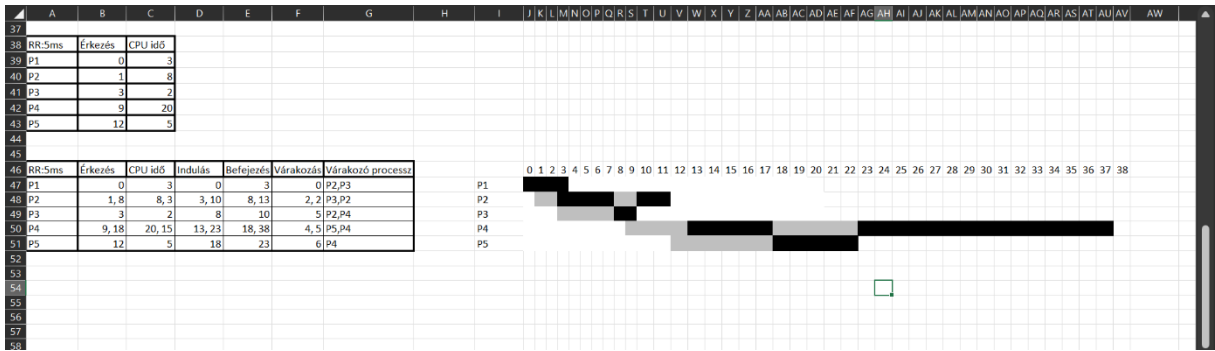 A B C D E F G H I J K L M N O P Q R S T U V W X Y Z AA AB AC AD AE AF AG AH AI AJ AK AL AM AN AO AP AQ AR AS AT AU AV AW
37
38 RR:5ms Érkezés CPU idő
39 P1 0 3
40 P2 1 8
41 P3 3 2
42 P4 9 20
43 P5 12 5
44
45
46 RR:5ms Érkezés CPU idő Indulás Befejezés Várakozás Várakozó processz 0 1 2 3 4 5 6 7 8 9 10 11 12 13 14 15 16 17 18 19 20 21 22 23 24 25 26 27 28 29 30 31 32 33 34 35 36 37 38
47 P1 0 3 0 3 0 P2,P3 P1
48 P2 1, 8 8, 3 3, 10 8, 13 2, 2 P3,P2 P2
49 P3 3 2 8 10 5 P2,P4 P3
50 P4 9, 18 20, 15 13, 23 18, 38 4, 5 P5,P4 P4
51 P5 12 5 18 23 6 P4 P5
52
53
54
55
56
57
58